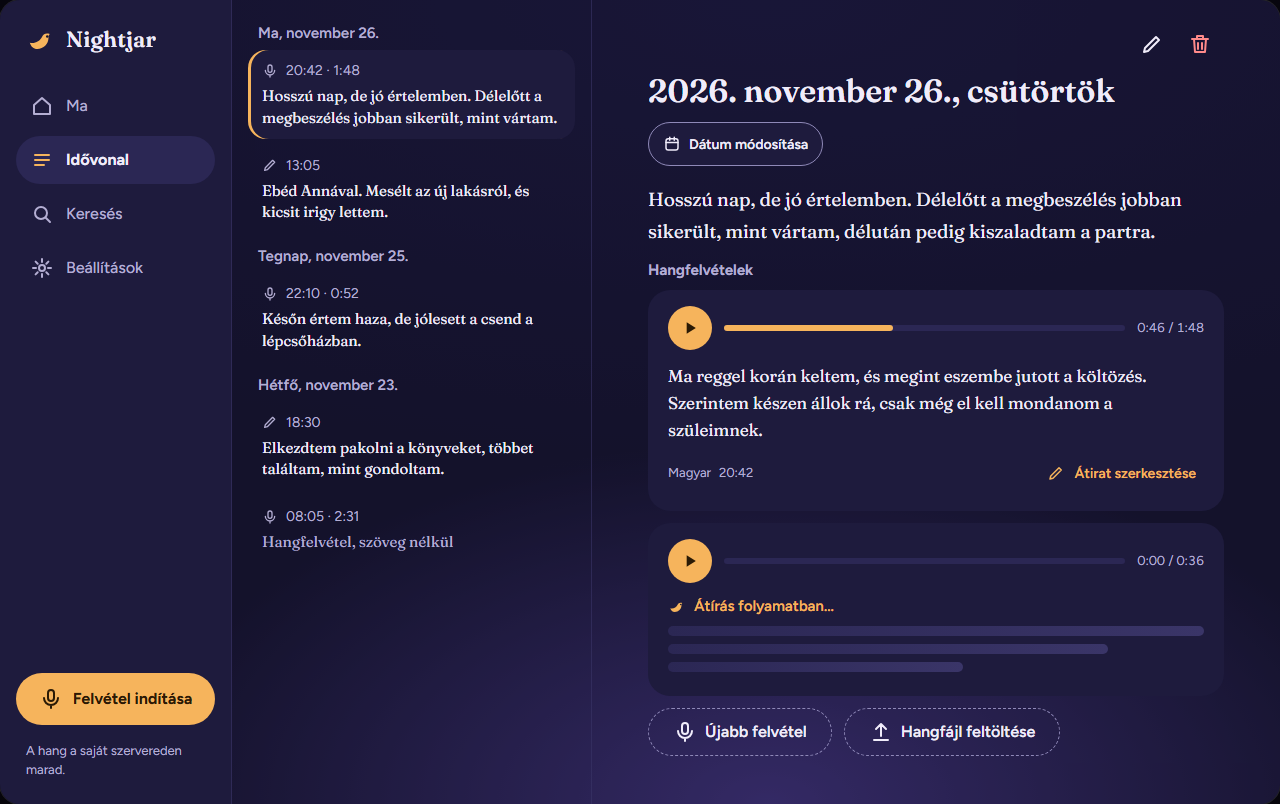 Nightjar
Ma
Idővonal
Keresés
Beállítások
Felvétel indítása
A hang a saját szervereden
marad.
Ma, november 26.
20:42 · 1:48
Hosszú nap, de jó értelemben. Délelőtt a
megbeszélés jobban sikerült, mint vártam.
13:05
Ebéd Annával. Mesélt az új lakásról, és
kicsit irigy lettem.
Tegnap, november 25.
22:10 · 0:52
Későn értem haza, de jólesett a csend a
lépcsőházban.
Hétfő, november 23.
18:30
Elkezdtem pakolni a könyveket, többet
találtam, mint gondoltam.
08:05 · 2:31
Hangfelvétel, szöveg nélkül
2026. november 26., csütörtök
Dátum módosítása
Hosszú nap, de jó értelemben. Délelőtt a megbeszélés jobban
sikerült, mint vártam, délután pedig kiszaladtam a partra.
Hangfelvételek
0:46 / 1:48
Ma reggel korán keltem, és megint eszembe jutott a költözés.
Szerintem készen állok rá, csak még el kell mondanom a
szüleimnek.
Magyar 20:42
Átirat szerkesztése
0:00 / 0:36
Átírás folyamatban…
Újabb felvétel
Hangfájl feltöltése